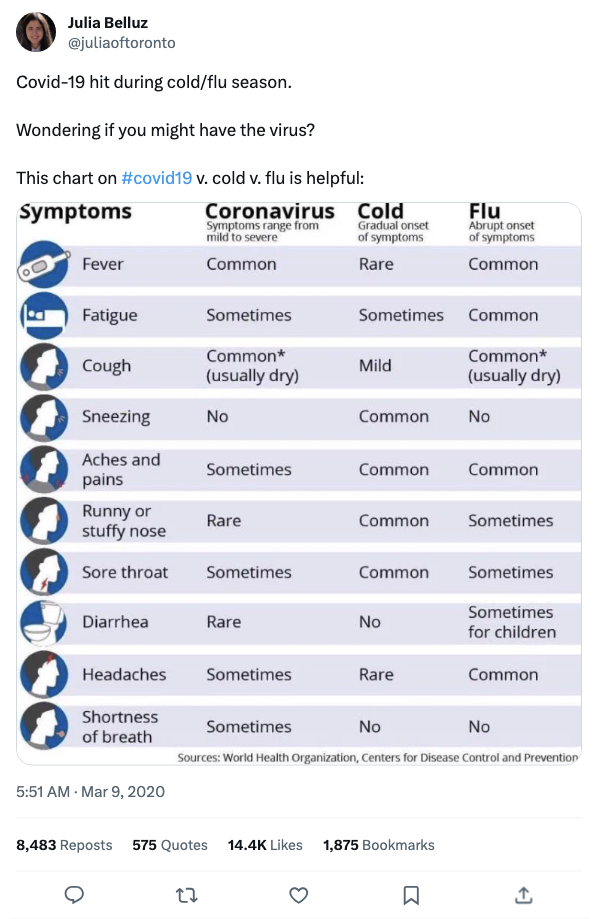 Julia Belluz
@juliaoftoronto
Covid-19 hit during cold/flu season.
Wondering if you might have the virus?
This chart on #covid19 v. cold v. flu is helpful:
Symptoms Coronavirus Cold Flu
Symptoms range from Gradual onset Abrupt onset
mild to severe of symptoms of symptoms
Fever Common Rare Common
Fatigue Sometimes Sometimes Common
Cough Common* (usually dry) Mild Common* (usually dry)
Sneezing No Common No
Aches and pains Sometimes Common Common
Runny or stuffy nose Rare Common Sometimes
Sore throat Sometimes Common Sometimes
Diarrhea Rare No Sometimes for children
Headaches Sometimes Rare Common
Shortness of breath Sometimes No No
Sources: World Health Organization, Centers for Disease Control and Prevention
5:51 AM · Mar 9, 2020
8,483 Reposts 575 Quotes 14.4K Likes 1,875 Bookmarks